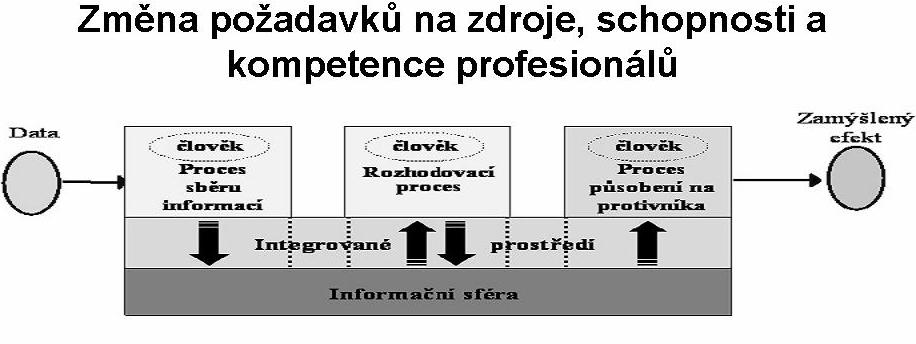 Změna požadavků na zdroje, schopnosti a
kompetence profesionálů
Data
Zamýšlený
efekt
člověk
Proces
sběru
informací
člověk
Rozhodovací
proces
člověk
Proces
působení na
protivníka
Integrované prostředí
Informační sféra